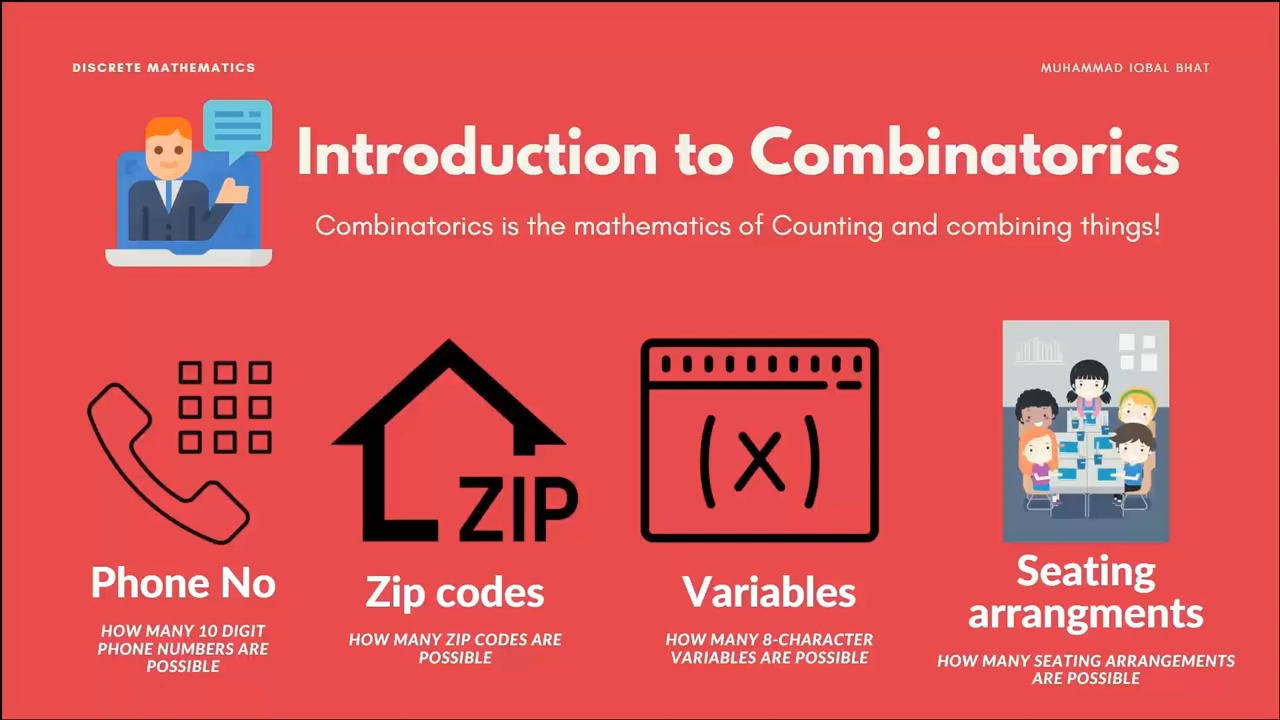 DISCRETE MATHEMATICS
MUHAMMAD IQBAL BHAT
Introduction to Combinatorics
Combinatorics is the mathematics of Counting and combining things!
ZIP
(X)
Phone No
HOW MANY 10 DIGIT
PHONE NUMBERS ARE
POSSIBLE
Zip codes
HOW MANY ZIP CODES ARE
POSSIBLE
Variables
HOW MANY 8-CHARACTER
VARIABLES ARE POSSIBLE
Seating
arrangments
HOW MANY SEATING ARRANGEMENTS
ARE POSSIBLE